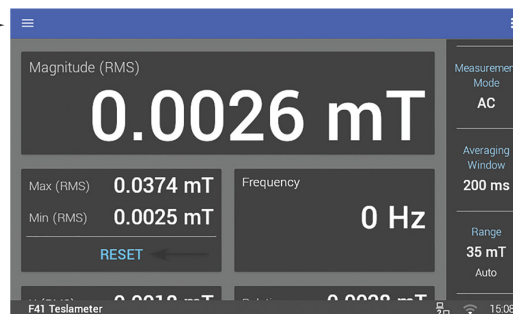 Magnitude (RMS)
0.0026 mT
Max (RMS) 0.0374 mT
Min (RMS) 0.0025 mT
RESET
Frequency
0 Hz
Measurement
Mode
AC
Averaging
Window
200 ms
Range
35 mT
Auto
F41 Teslameter
15:08